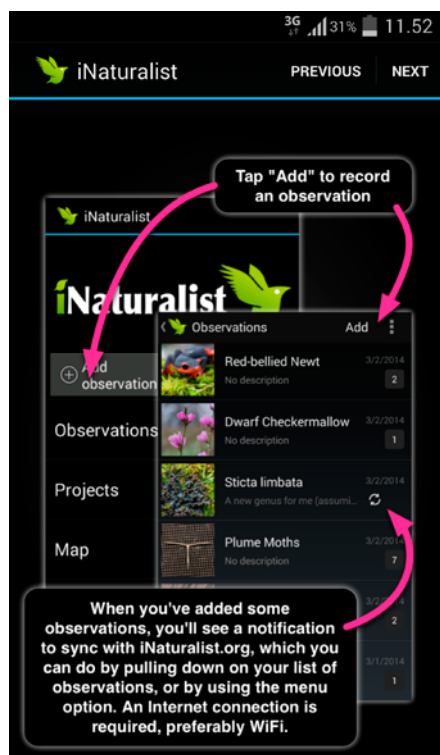 3G 31% 11.52
iNaturalist PREVIOUS NEXT
Tap "Add" to record
an observation
iNaturalist
iNaturalist
Observations Add
Add
observation
Red-bellied Newt 3/2/2014
No description 2
Observations
Dwarf Checkermallow 3/2/2014
No description 1
Projects
Sticta limbata 3/2/2014
A new genus for me (assumi...
Map
Plume Moths 3/2/2014
No description 7
When you've added some
observations, you'll see a notification
to sync with iNaturalist.org, which you
can do by pulling down on your list of
observations, or by using the menu
option. An Internet connection is
required, preferably WiFi.
2
3/1/2014
1